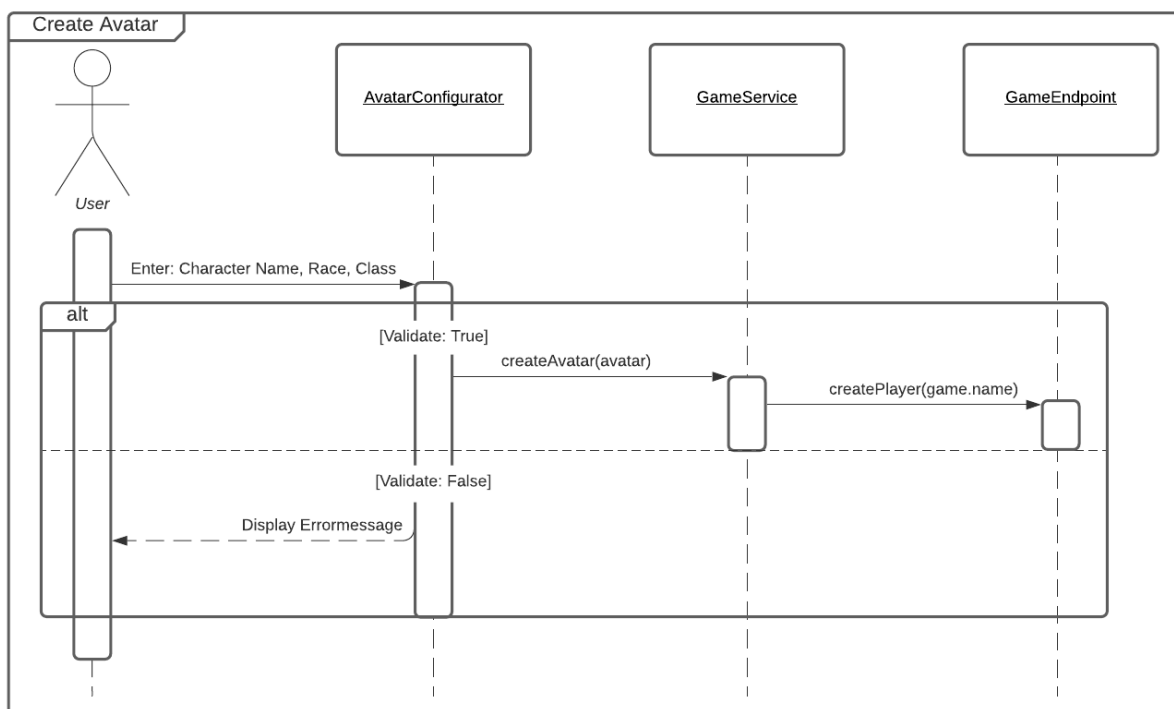 Create Avatar
AvatarConfigurator
GameService
GameEndpoint
User
Enter: Character Name, Race, Class
alt
[Validate: True]
createAvatar(avatar)
createPlayer(game.name)
[Validate: False]
Display Errormessage